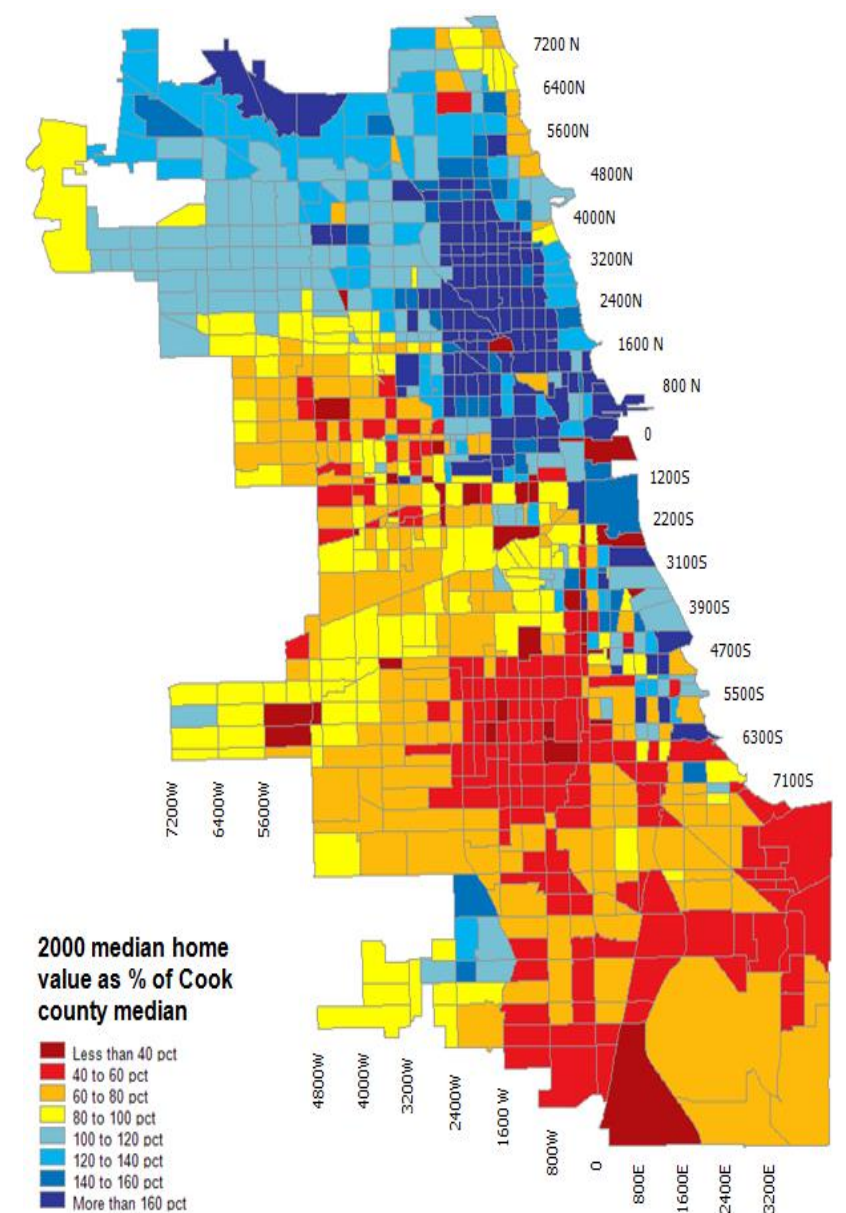 7200 N
6400N
5600N
4800N
4000N
3200N
2400N
1600 N
800 N
0
1200S
2200S
3100S
3900S
4700S
5500S
6300S
7100S
7200W
6400W
5600W
2000 median home
value as % of Cook
county median
Less than 40 pct
40 to 60 pct
60 to 80 pct
80 to 100 pct
100 to 120 pct
120 to 140 pct
140 to 160 pct
More than 160 pct
4800W
4000W
3200W
2400W
1600 W
800W
0
800E
1600E
2400E
3200E